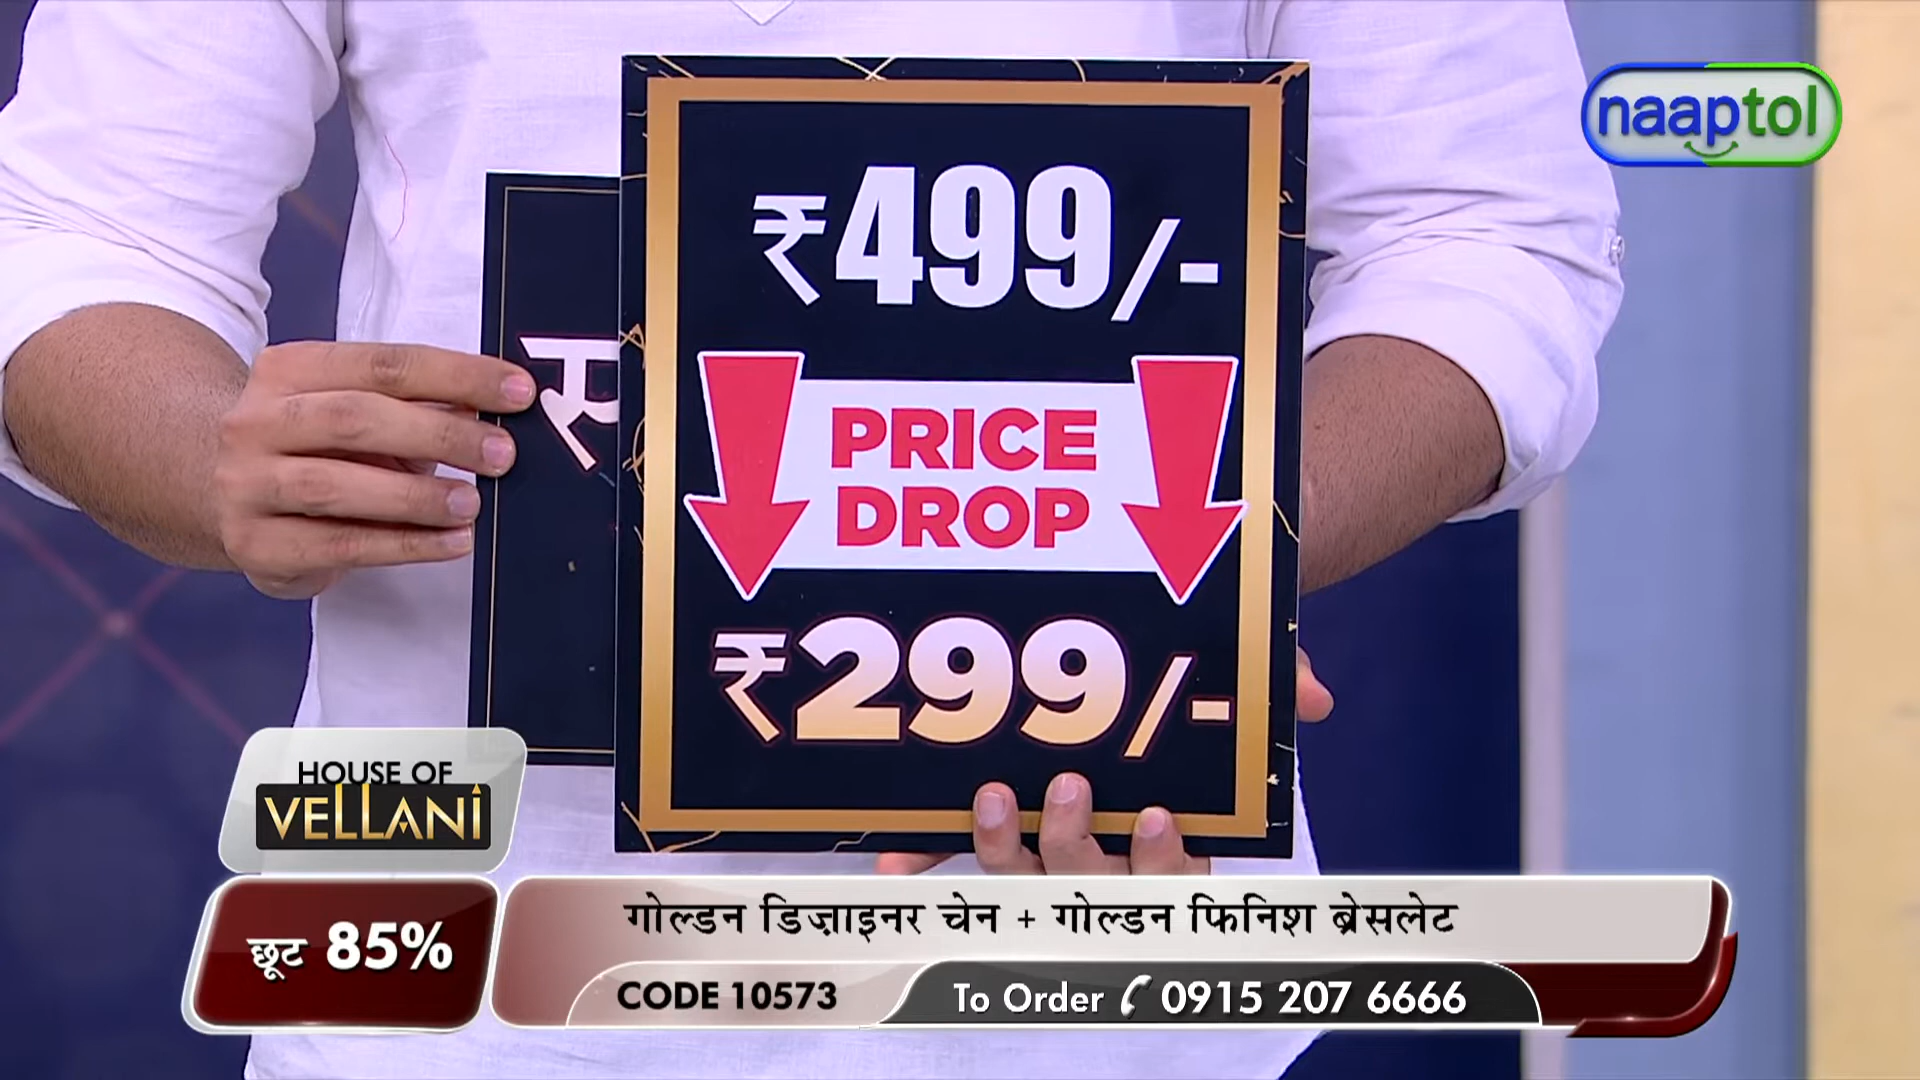 naaptol
₹499/-
PRICE
DROP
₹299/-
HOUSE OF
VELLANI
छूट 85%
गोल्डन डिज़ाइनर चेन + गोल्डन फिनिश ब्रेसलेट
CODE 10573
To Order 0915 207 6666